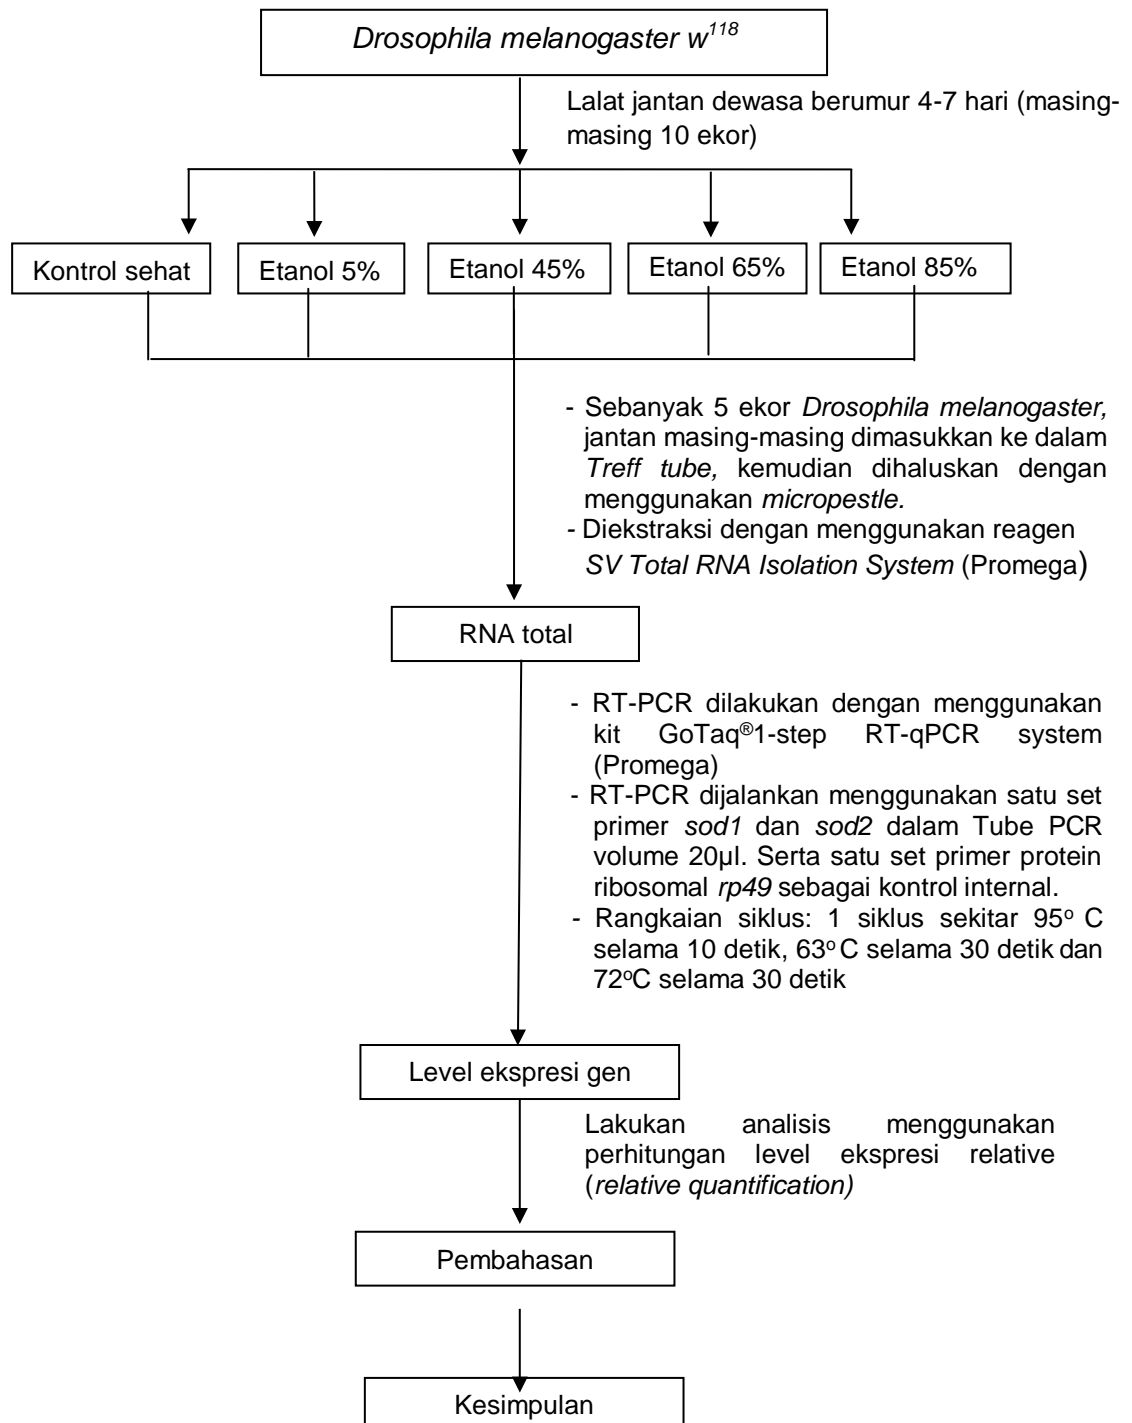 Drosophila melanogaster w118
Lalat jantan dewasa berumur 4-7 hari (masing-
masing 10 ekor)
Kontrol sehat
Etanol 5%
Etanol 45%
Etanol 65%
Etanol 85%
- Sebanyak 5 ekor Drosophila melanogaster,
jantan masing-masing dimasukkan ke dalam
Treff tube, kemudian dihaluskan dengan
menggunakan micropestle.
- Diekstraksi dengan menggunakan reagen
SV Total RNA Isolation System (Promega)
RNA total
- RT-PCR dilakukan dengan menggunakan
kit GoTaq®1-step RT-qPCR system
(Promega)
- RT-PCR dijalankan menggunakan satu set
primer sod1 dan sod2 dalam Tube PCR
volume 20µl. Serta satu set primer protein
ribosomal rp49 sebagai kontrol internal.
- Rangkaian siklus: 1 siklus sekitar 95o C
selama 10 detik, 63o C selama 30 detik dan
72oC selama 30 detik
Level ekspresi gen
Lakukan analisis menggunakan
perhitungan level ekspresi relative
(relative quantification)
Pembahasan
Kesimpulan